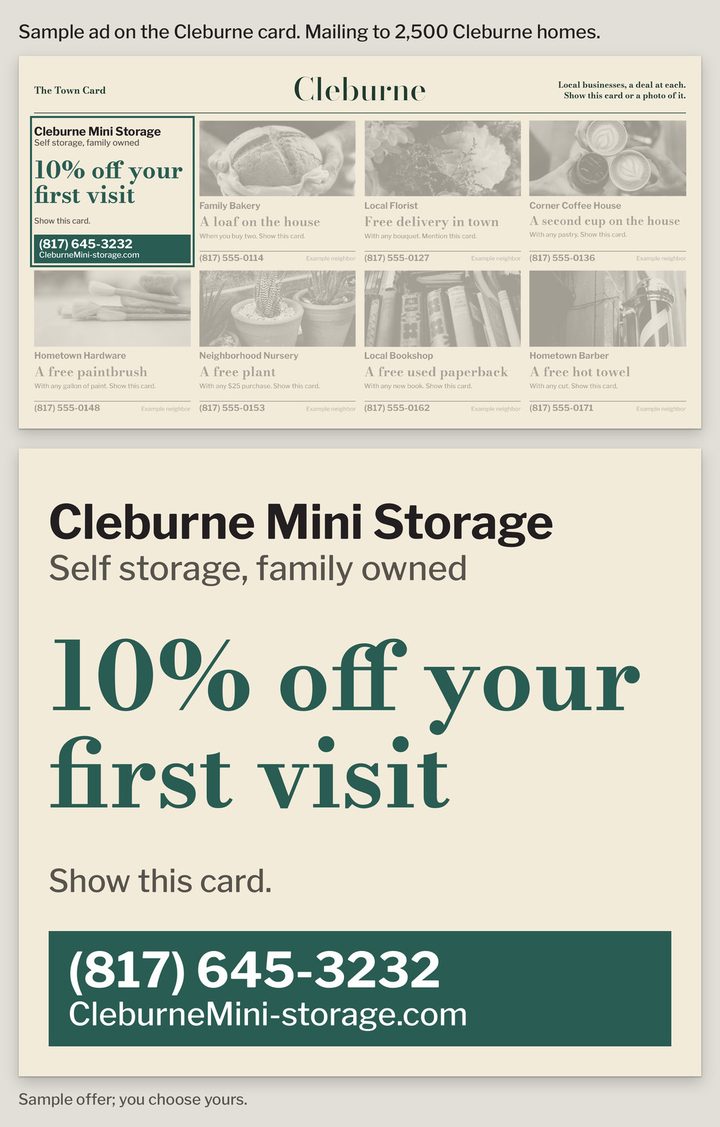 Sample ad on the Cleburne card. Mailing to 2,500 Cleburne homes.
The Town Card
Cleburne
Local businesses, a deal at each.
Show this card or a photo of it.
Cleburne Mini Storage
Self storage, family owned
10% off your
first visit
Show this card.
(817) 645-3232
CleburneMini-storage.com
Family Bakery
A loaf on the house
When you buy two. Show this card.
(817) 555-0114
Example neighbor
Local Florist
Free delivery in town
With any bouquet. Mention this card.
(817) 555-0127
Example neighbor
Corner Coffee House
A second cup on the house
With any pastry. Show this card.
(817) 555-0136
Example neighbor
Hometown Hardware
A free paintbrush
With any gallon of paint. Show this card.
(817) 555-0148
Example neighbor
Neighborhood Nursery
A free plant
With any $25 purchase. Show this card.
(817) 555-0153
Example neighbor
Local Bookshop
A free used paperback
With any new book. Show this card.
(817) 555-0162
Example neighbor
Hometown Barber
A free hot towel
With any cut. Show this card.
(817) 555-0171
Example neighbor
Cleburne Mini Storage
Self storage, family owned
10% off your
first visit
Show this card.
(817) 645-3232
CleburneMini-storage.com
Sample offer; you choose yours.